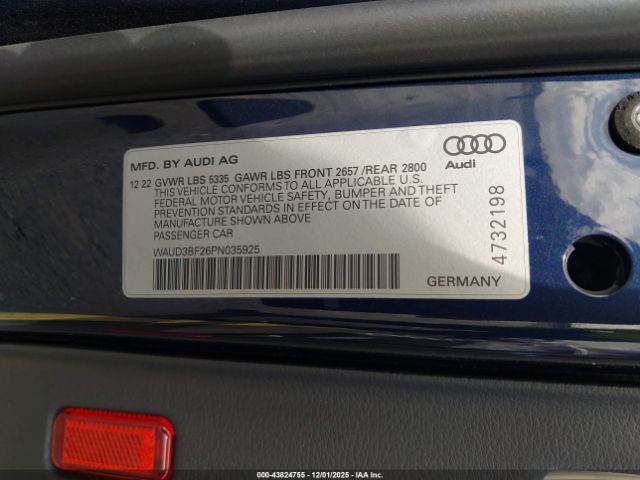 MFD. BY AUDI AG
Audi
12 22 GVWR LBS 5335 GAWR LBS FRONT 2657 /REAR 2800
THIS VEHICLE CONFORMS TO ALL APPLICABLE U.S.
FEDERAL MOTOR VEHICLE SAFETY, BUMPER AND THEFT
PREVENTION STANDARDS IN EFFECT ON THE DATE OF
MANUFACTURE SHOWN ABOVE
PASSENGER CAR
WAUD3BF26PN035925
4732198
GERMANY
000-43824755 - 12/01/2025 - COPYRIGHT IAA, LLC.